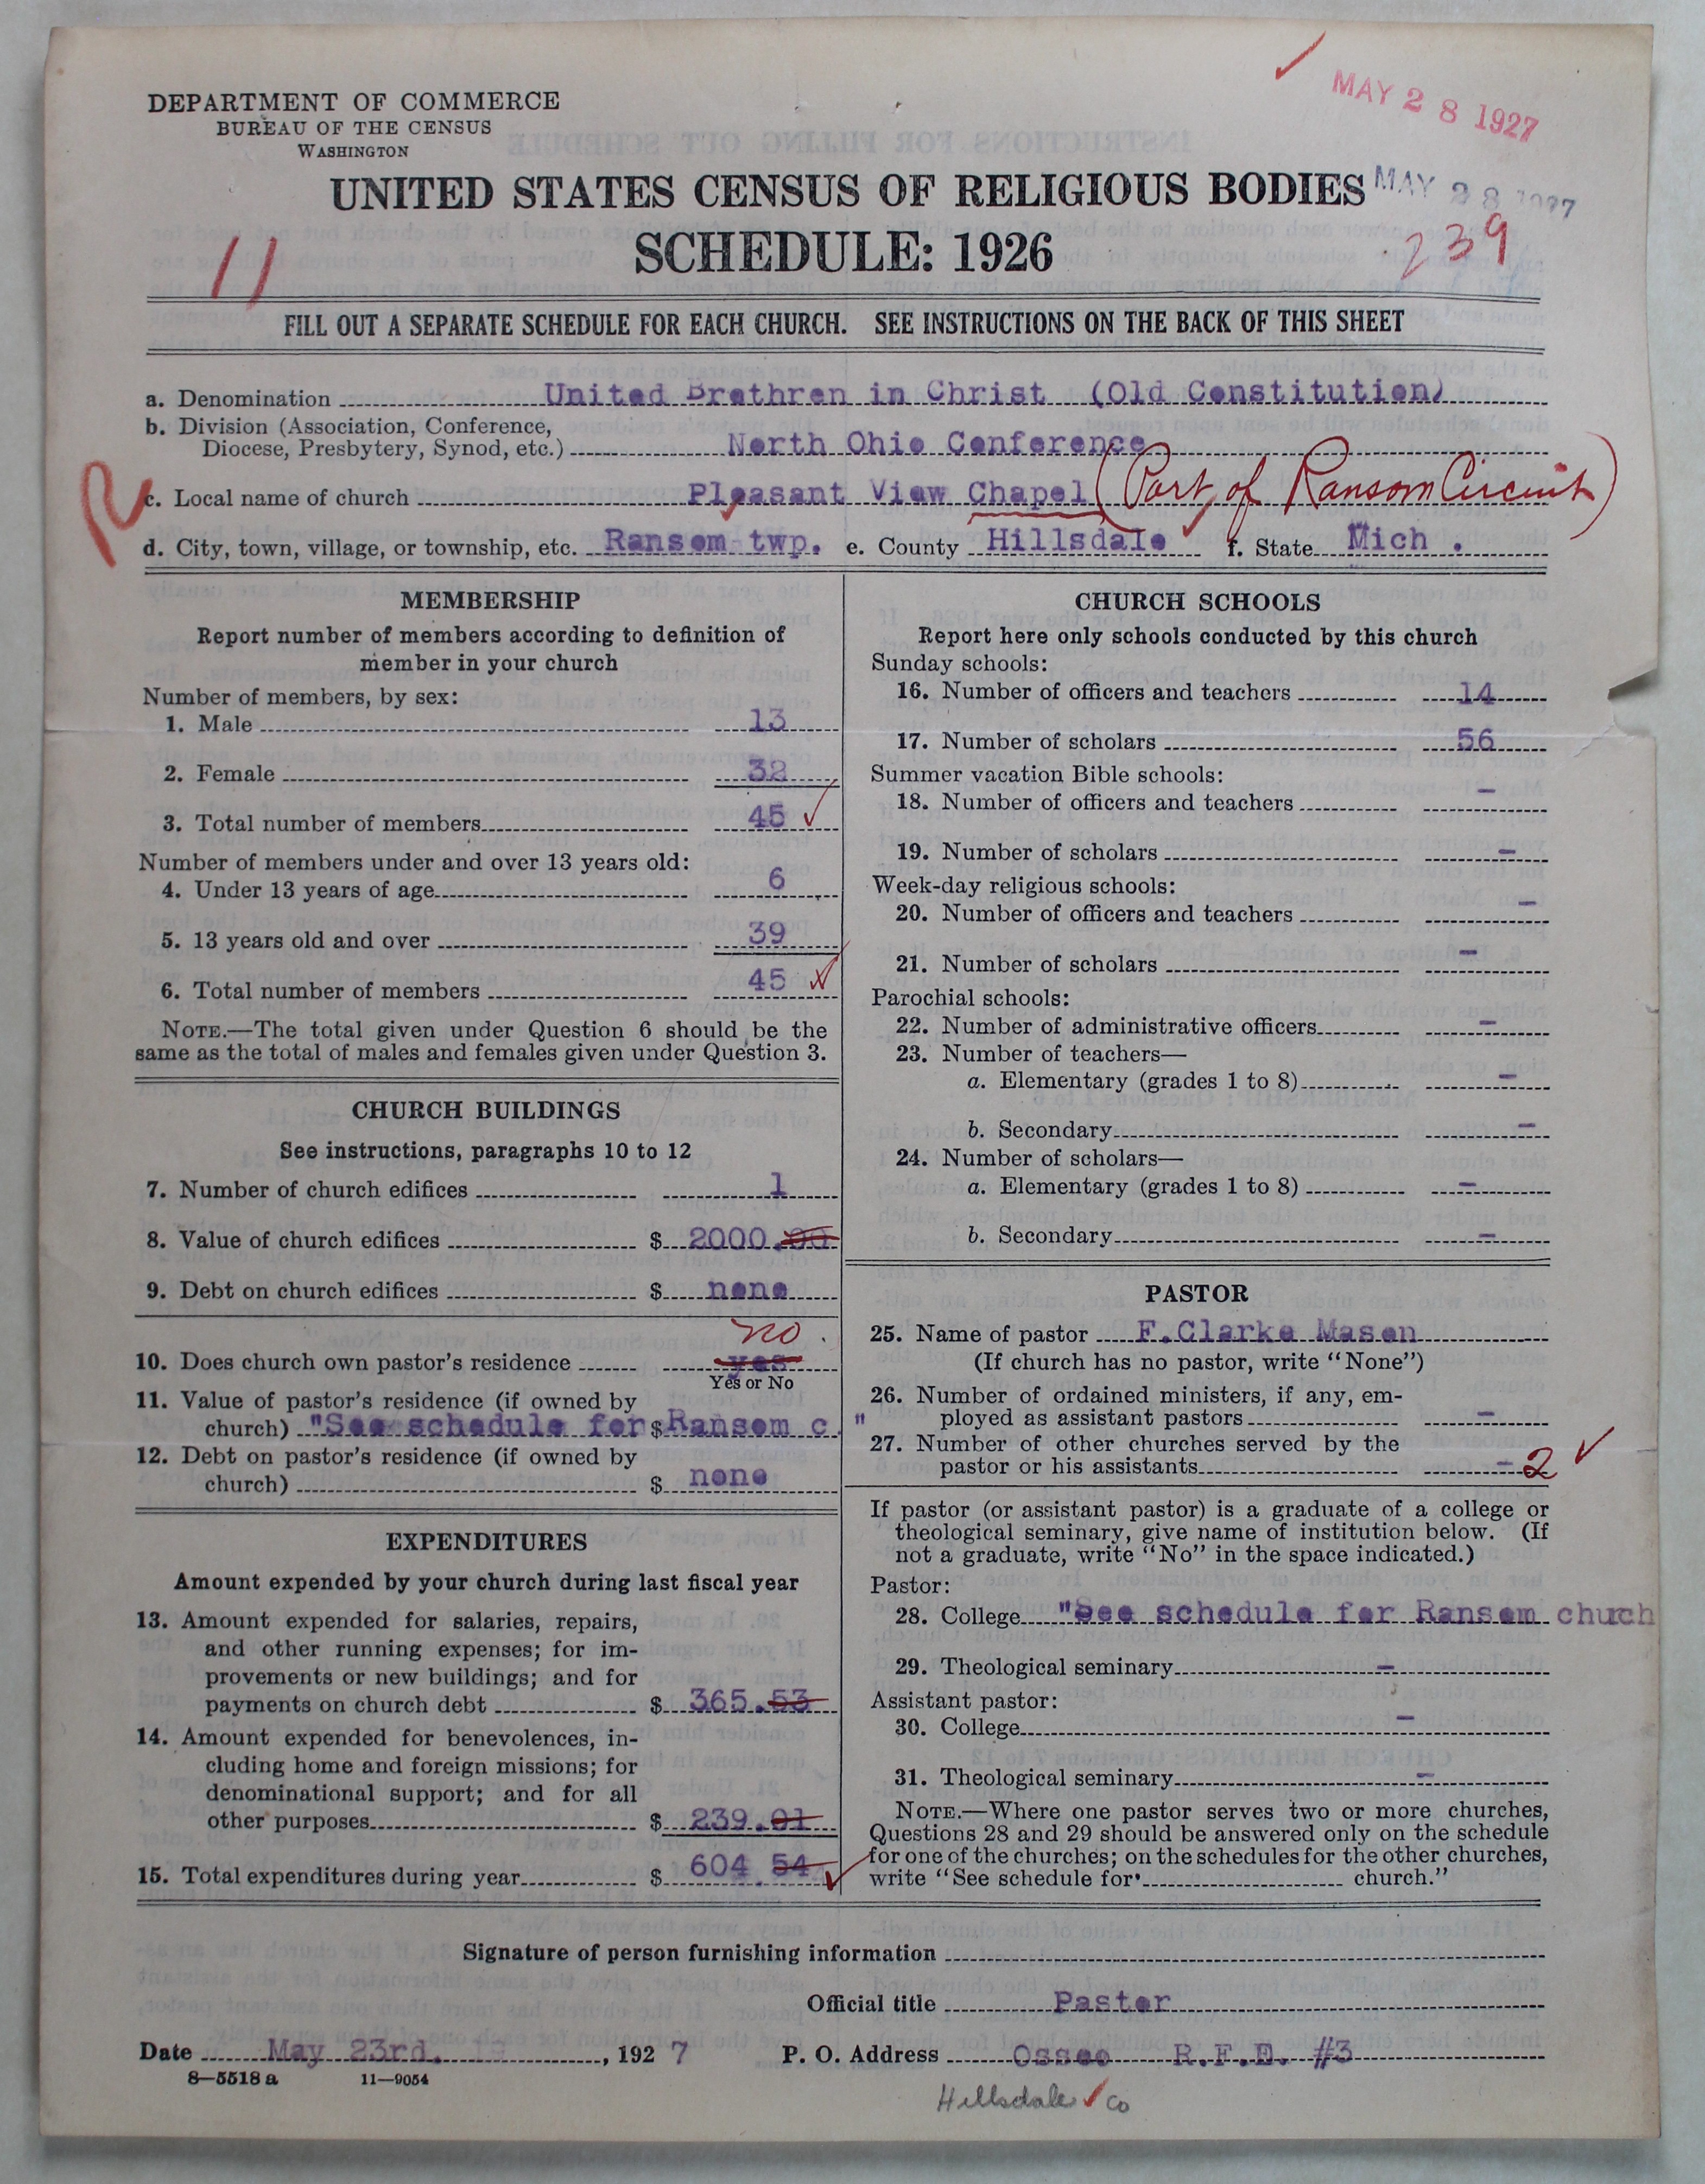 DEPARTMENT OF COMMERCE
BUREAU OF THE CENSUS
WASHINGTON
MAY 28 1927
UNITED STATES CENSUS OF RELIGIOUS BODIES
MAY 28 1927
SCHEDULE: 1926
11
239
FILL OUT A SEPARATE SCHEDULE FOR EACH CHURCH. SEE INSTRUCTIONS ON THE BACK OF THIS SHEET
a. Denomination United Brethren in Christ (Old Constitution)
b. Division (Association, Conference,
Diocese, Presbytery, Synod, etc.) North Ohio Conference
R
c. Local name of church Pleasant View Chapel (Part of Ransom Circuit)
d. City, town, village, or township, etc. Ransom twp. e. County Hillsdale f. State Mich .
MEMBERSHIP
Report number of members according to definition of
member in your church
Number of members, by sex:
1. Male 13
2. Female 32
3. Total number of members 45
Number of members under and over 13 years old:
4. Under 13 years of age 6
5. 13 years old and over 39
6. Total number of members 45
NOTE.—The total given under Question 6 should be the
same as the total of males and females given under Question 3.
CHURCH BUILDINGS
See instructions, paragraphs 10 to 12
7. Number of church edifices 1
8. Value of church edifices $ 2000.00
9. Debt on church edifices $ none
no
10. Does church own pastor's residence yes
Yes or No
11. Value of pastor's residence (if owned by
church) "See schedule for $ Ransom c. "
12. Debt on pastor's residence (if owned by
church) $ none
EXPENDITURES
Amount expended by your church during last fiscal year
13. Amount expended for salaries, repairs,
and other running expenses; for im-
provements or new buildings; and for
payments on church debt $ 365.53
14. Amount expended for benevolences, in-
cluding home and foreign missions; for
denominational support; and for all
other purposes $ 239.01
15. Total expenditures during year $ 604 54
CHURCH SCHOOLS
Report here only schools conducted by this church
Sunday schools:
16. Number of officers and teachers 14
17. Number of scholars 56
Summer vacation Bible schools:
18. Number of officers and teachers -
19. Number of scholars -
Week-day religious schools:
20. Number of officers and teachers -
21. Number of scholars -
Parochial schools:
22. Number of administrative officers -
23. Number of teachers—
a. Elementary (grades 1 to 8) -
b. Secondary -
24. Number of scholars—
a. Elementary (grades 1 to 8) -
b. Secondary -
PASTOR
25. Name of pastor F.Clarke Mason
(If church has no pastor, write "None")
26. Number of ordained ministers, if any, em-
ployed as assistant pastors -
27. Number of other churches served by the
pastor or his assistants - 2
If pastor (or assistant pastor) is a graduate of a college or
theological seminary, give name of institution below. (If
not a graduate, write "No" in the space indicated.)
Pastor:
28. College "See schedule for Ransom chuch
29. Theological seminary -
Assistant pastor:
30. College -
31. Theological seminary -
NOTE.—Where one pastor serves two or more churches,
Questions 28 and 29 should be answered only on the schedule
for one of the churches; on the schedules for the other churches,
write "See schedule for church."
Signature of person furnishing information
Official title Pastor
Date May 23rd. 19 , 192 7 P. O. Address Osseo R.F.D. #3
8—5518 a 11—9054
Hillsdale Co